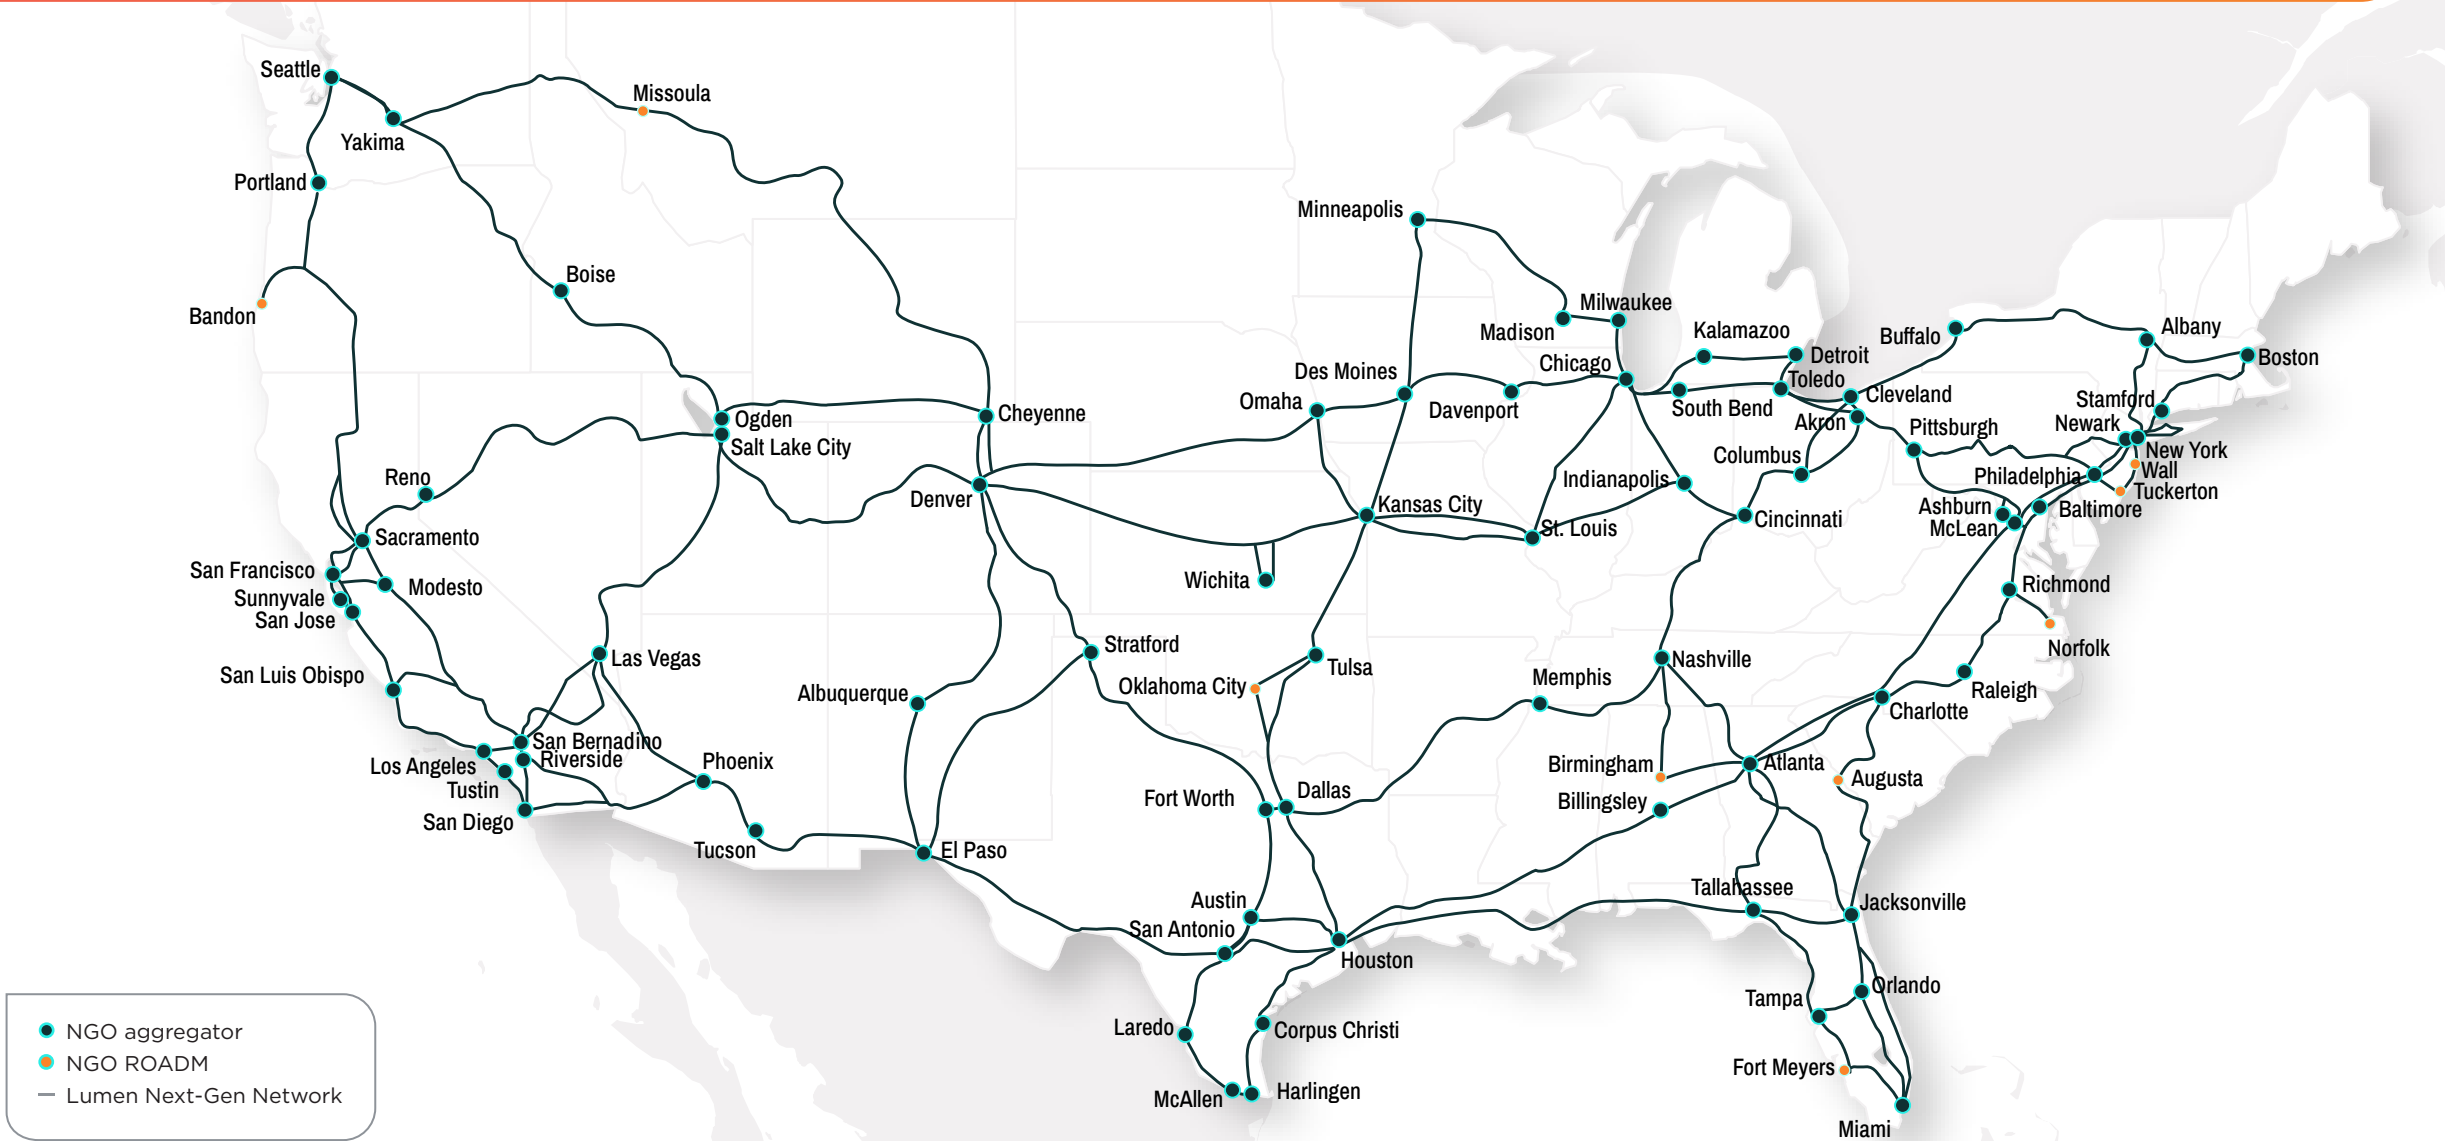 Seattle
Missoula
Yakima
Portland
Minneapolis
Boise
Bandon
Milwaukee
Madison
Kalamazoo
Buffalo
Albany
Detroit
Boston
Chicago
Des Moines
Toledo
Cleveland
Omaha
Davenport
South Bend
Stamford
Ogden
Cheyenne
Akron
Newark
Pittsburgh
Salt Lake City
New York
Columbus
Wall
Reno
Indianapolis
Philadelphia
Tuckerton
Denver
Kansas City
Ashburn
Baltimore
St. Louis
Cincinnati
McLean
Sacramento
San Francisco
Wichita
Modesto
Richmond
Sunnyvale
San Jose
Stratford
Norfolk
Las Vegas
Nashville
Tulsa
San Luis Obispo
Memphis
Oklahoma City
Albuquerque
Raleigh
Charlotte
San Bernadino
Riverside
Phoenix
Los Angeles
Birmingham
Atlanta
Augusta
Tustin
Fort Worth
Dallas
Billingsley
San Diego
Tucson
El Paso
Tallahassee
Austin
Jacksonville
San Antonio
Houston
Orlando
Tampa
Laredo
Corpus Christi
Fort Meyers
McAllen
Harlingen
Miami
NGO aggregator
NGO ROADM
Lumen Next-Gen Network